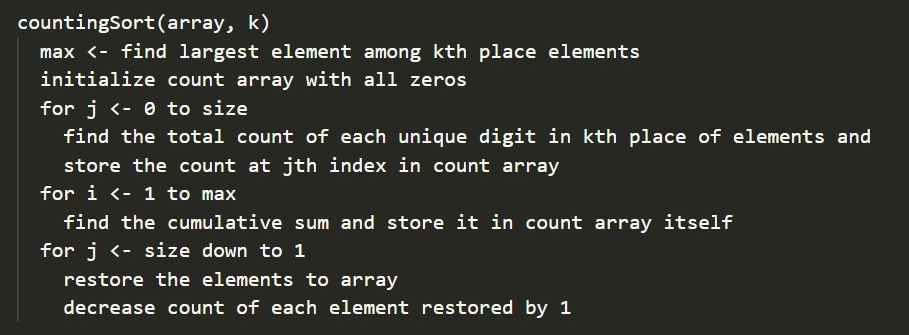 countingSort(array, k)
max <- find largest element among kth place elements
initialize count array with all zeros
for j <- 0 to size
find the total count of each unique digit in kth place of elements and
store the count at jth index in count array
for i <- 1 to max
find the cumulative sum and store it in count array itself
for j <- size down to 1
restore the elements to array
decrease count of each element restored by 1